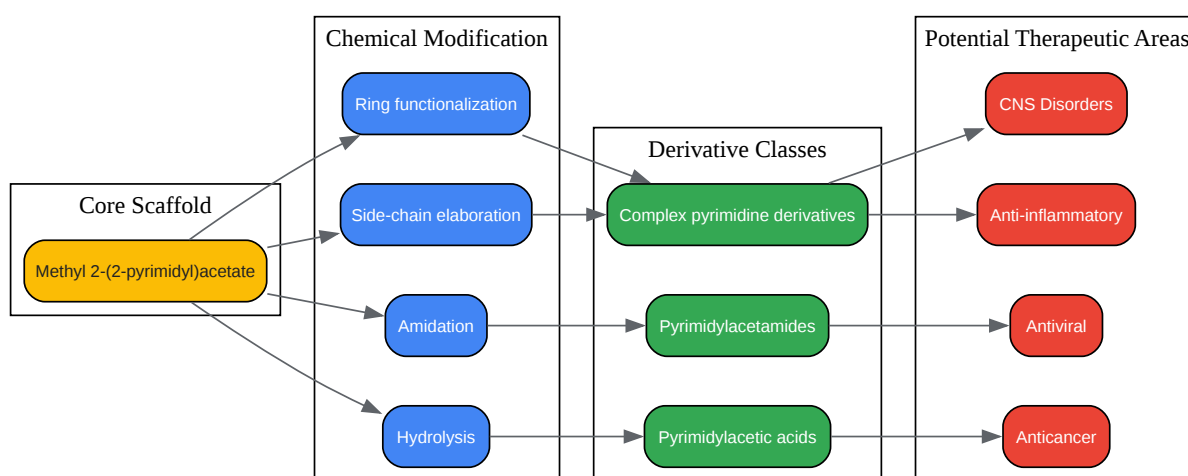 Core Scaffold
Methyl 2-(2-pyrimidyl)acetate
Chemical Modification
Ring functionalization
Side-chain elaboration
Amidation
Hydrolysis
Derivative Classes
Complex pyrimidine derivatives
Pyrimidylacetamides
Pyrimidylacetic acids
Potential Therapeutic Areas
CNS Disorders
Anti-inflammatory
Antiviral
Anticancer